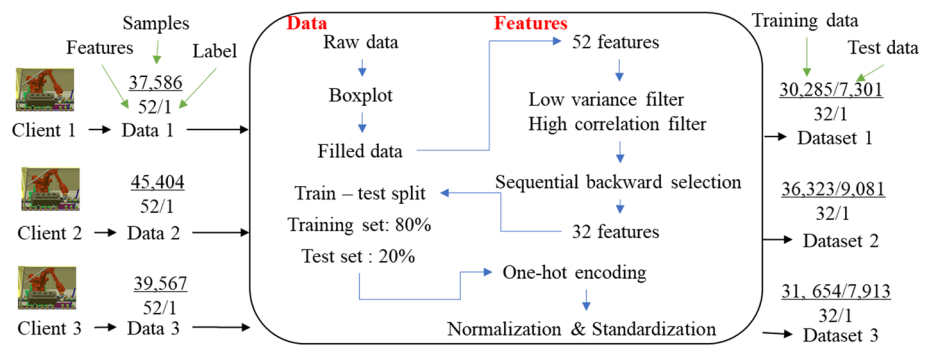 Samples
Features
Label
37,586
52/1
Client 1
Data 1
45,404
52/1
Client 2
Data 2
39,567
52/1
Client 3
Data 3
Data
Raw data
Boxplot
Filled data
Train – test split
Training set: 80%
Test set : 20%
Features
52 features
Low variance filter
High correlation filter
Sequential backward selection
32 features
One-hot encoding
Normalization & Standardization
Training data
Test data
30,285/7,301
32/1
Dataset 1
36,323/9,081
32/1
Dataset 2
31, 654/7,913
32/1
Dataset 3